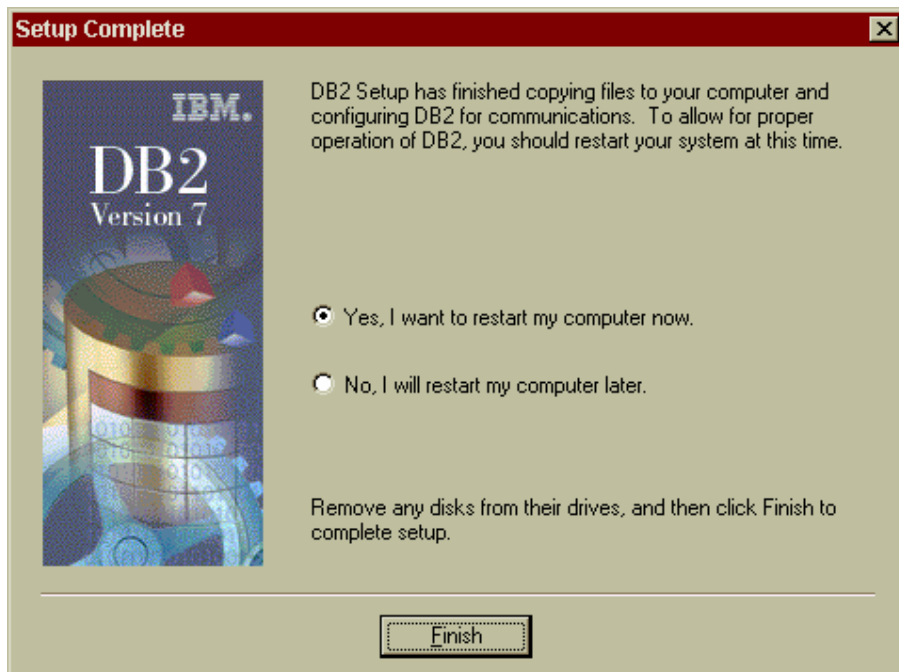 Setup Complete
IBM.
DB2
Version 7
DB2 Setup has finished copying files to your computer and
configuring DB2 for communications. To allow for proper
operation of DB2, you should restart your system at this time.
Yes, I want to restart my computer now.
No, I will restart my computer later.
Remove any disks from their drives, and then click Finish to
complete setup.
Finish